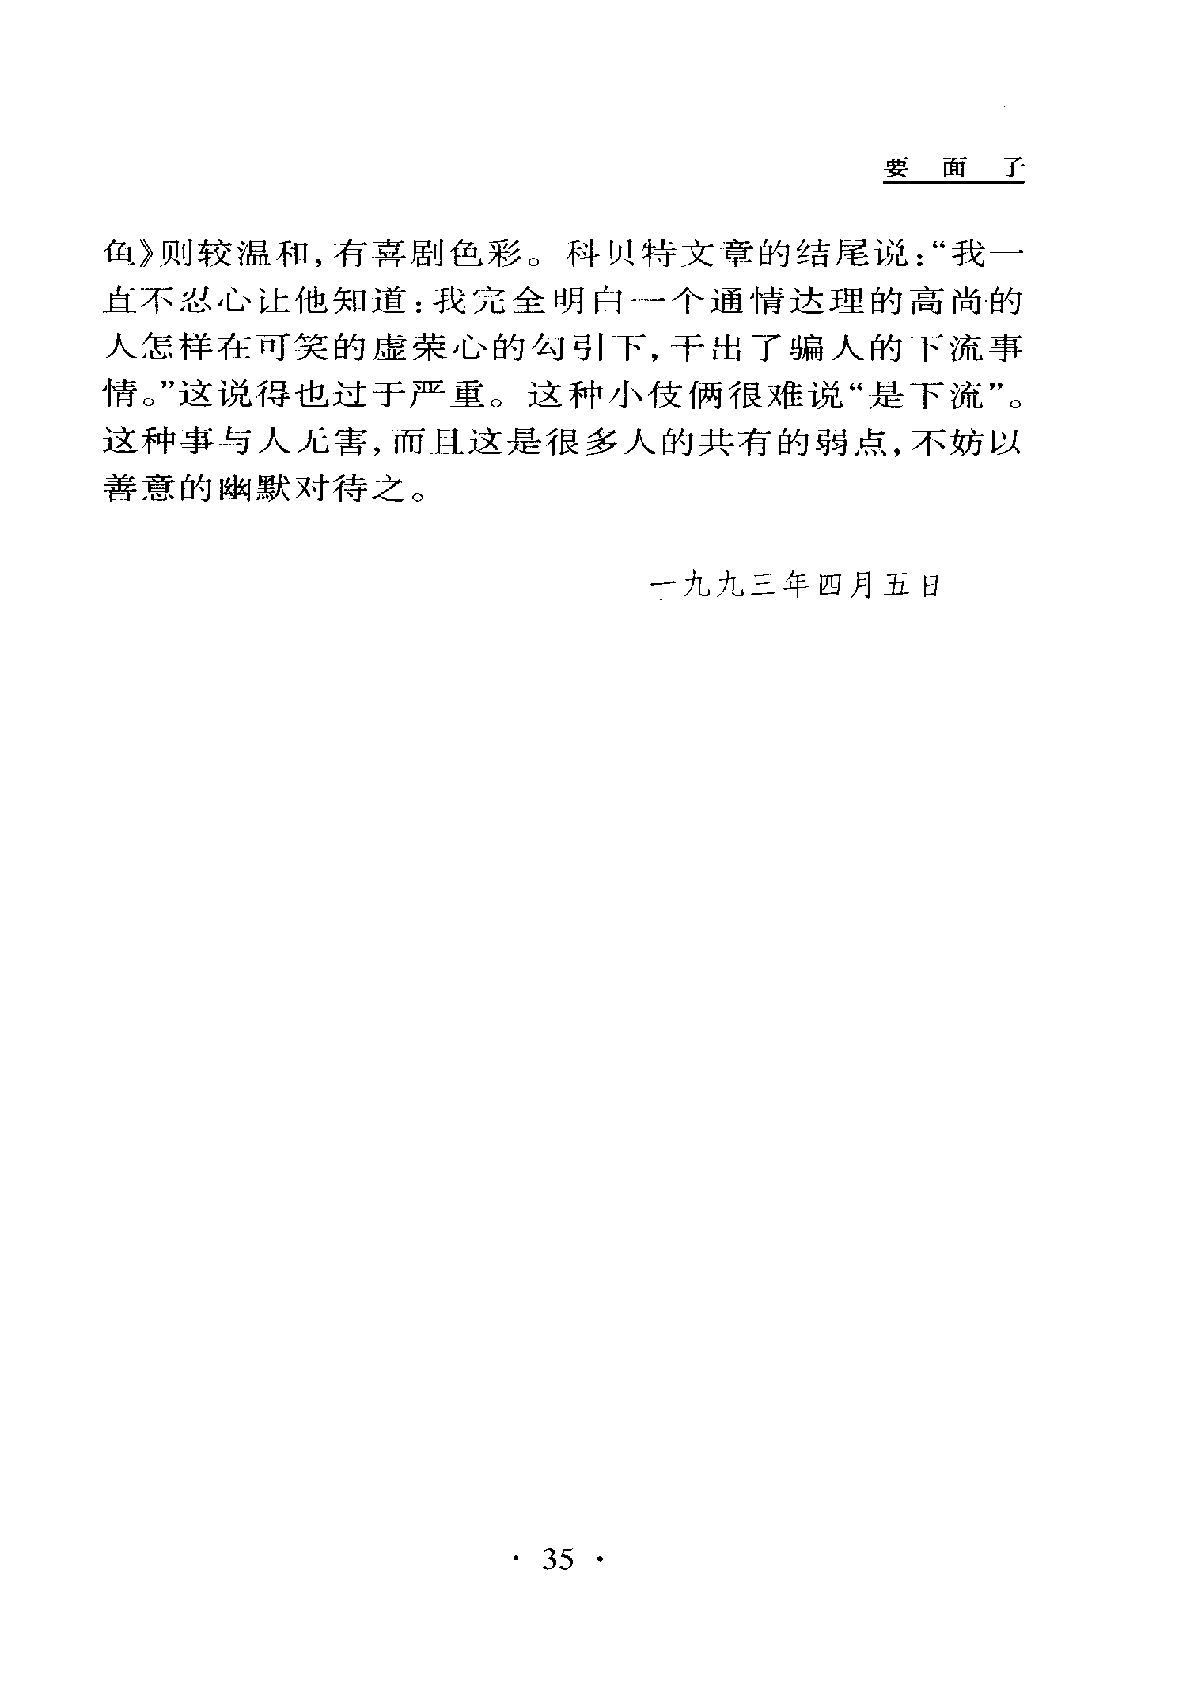 要面子
鱼》则较温和，有喜剧色彩。科贝特文章的结尾说：“我一
直不忍心让他知道：我完全明白一个通情达理的高尚的
人怎样在可笑的虚荣心的勾引下，干出了骗人的下流事
情。”这说得也过于严重。这种小伎俩很难说“是下流”。
这种事与人无害，而且这是很多人的共有的弱点，不妨以
善意的幽默对待之。
一九九三年四月五日
· 35 ·